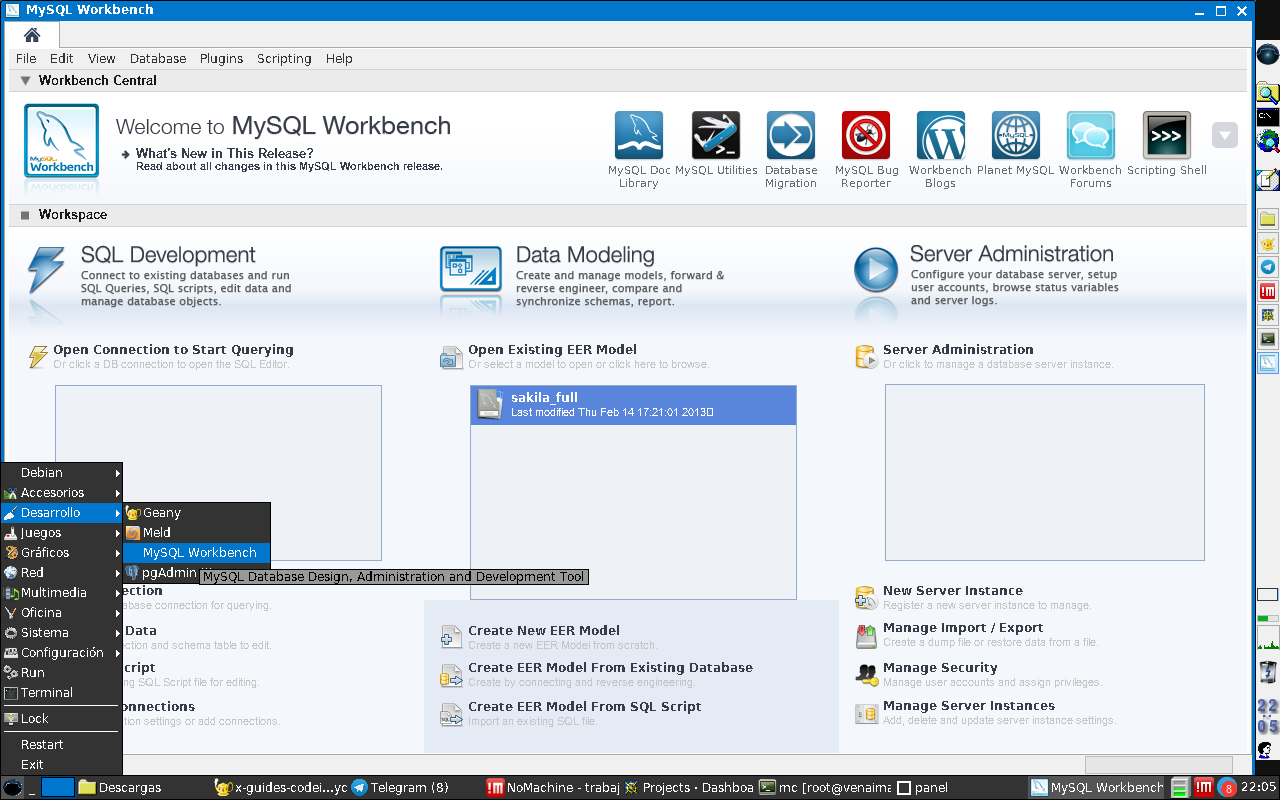 MySQL Workbench
File Edit View Database Plugins Scripting Help
Workbench Central
MySQL
Workbench
Welcome to MySQL Workbench
What's New in This Release?
Read about all changes in this MySQL Workbench release.
MySQL Doc
Library
MySQL Utilities
Database
Migration
MySQL Bug
Reporter
Workbench
Blogs
MySQL
Planet MySQL
Workbench
Forums
>>>
Scripting Shell
C:\
Workspace
SQL Development
Connect to existing databases and run
SQL Queries, SQL scripts, edit data and
manage database objects.
Data Modeling
Create and manage models, forward &
reverse engineer, compare and
synchronize schemas, report.
Server Administration
Configure your database server, setup
user accounts, browse status variables
and server logs.
Open Connection to Start Querying
Or click a DB connection to open the SQL Editor.
Open Existing EER Model
Or select a model to open or click here to browse.
Server Administration
Or click to manage a database server instance.
sakila_full
Last modified Thu Feb 14 17:21:01 2013
Debian
Accesorios
Desarrollo
Juegos
Gráficos
Red
Multimedia
Oficina
Sistema
Configuración
Run
Terminal
Lock
Restart
Exit
Geany
Meld
MySQL Workbench
pgAdmin
MySQL Database Design, Administration and Development Tool
ection
abase connection for querying.
Data
ction and schema table to edit.
cript
ng SQL Script file for editing.
onnections
tion settings or add connections.
Create New EER Model
Create a new EER Model from scratch.
Create EER Model From Existing Database
Create by connecting and reverse engineering.
Create EER Model From SQL Script
Import an existing SQL file.
New Server Instance
Register a new server instance to manage.
Manage Import / Export
Create a dump file or restore data from a file.
Manage Security
Manage user accounts and assign privileges.
Manage Server Instances
Add, delete and update server instance settings.
22
05
Descargas
x-guides-codei...yc
Telegram (8)
!M
NoMachine - trabaj
Projects - Dashboa
mc [root@venaima
panel
MySQL Workbench
!M
8
22:05